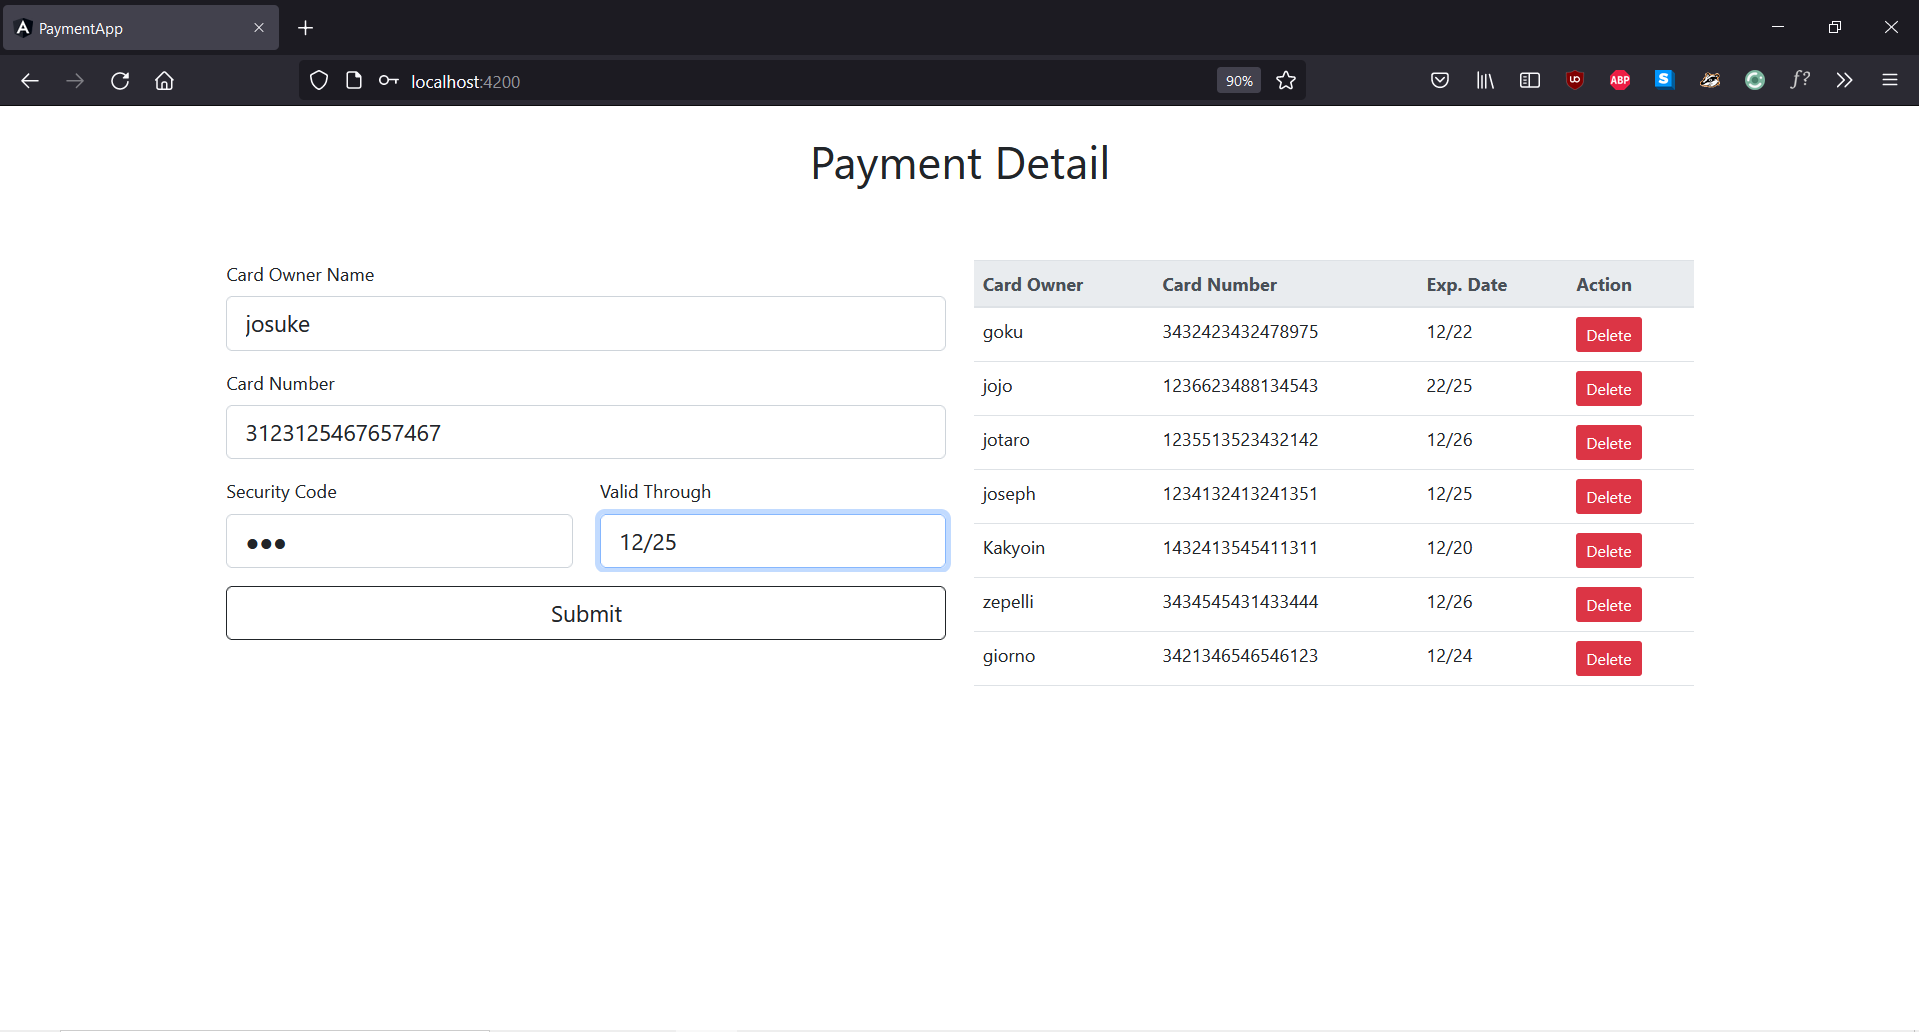 PaymentApp
localhost:4200
90%
UO
ABP
S
f?
Payment Detail
Card Owner Name
josuke
Card Number
3123125467657467
Security Code
Valid Through
●●●
12/25
Submit
Card Owner Card Number Exp. Date Action
goku 3432423432478975 12/22 Delete
jojo 1236623488134543 22/25 Delete
jotaro 1235513523432142 12/26 Delete
joseph 1234132413241351 12/25 Delete
Kakyoin 1432413545411311 12/20 Delete
zepelli 3434545431433444 12/26 Delete
giorno 3421346546546123 12/24 Delete